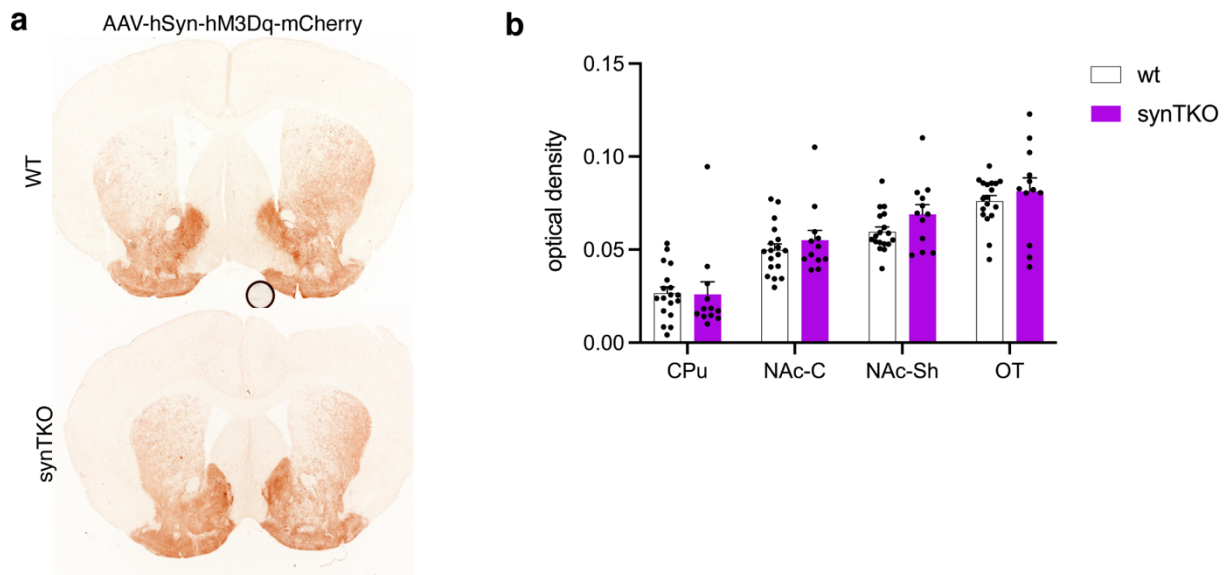 a
AAV-hSyn-hM3Dq-mCherry
WT
synTKO
b
optical density
0.15
0.10
0.05
0.00
CPu
NAc-C
NAc-Sh
OT
wt
synTKO